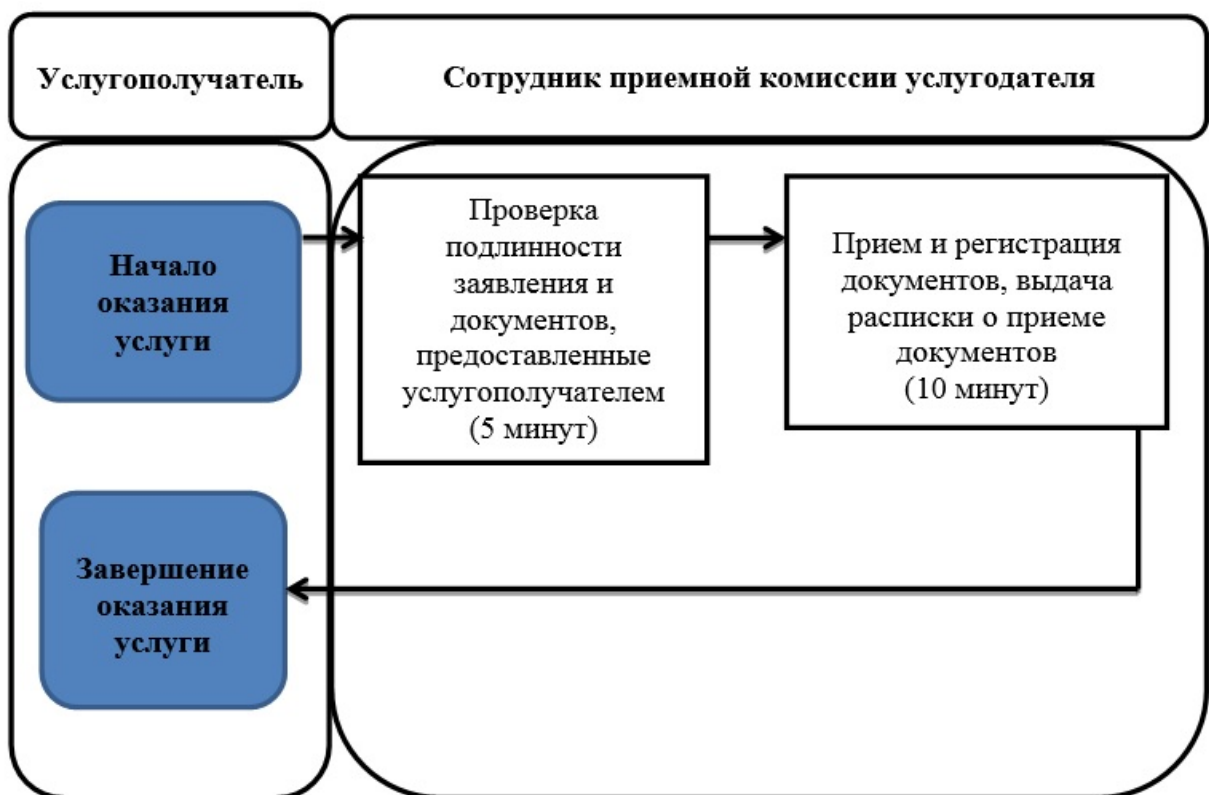 Услугополучатель
Сотрудник приемной комиссии услугодателя
Начало
оказания
услуги
Проверка
подлинности
заявления и
документов,
предоставленные
услугополучателем
(5 минут)
Прием и регистрация
документов, выдача
расписки о приеме
документов
(10 минут)
Завершение
оказания
услуги